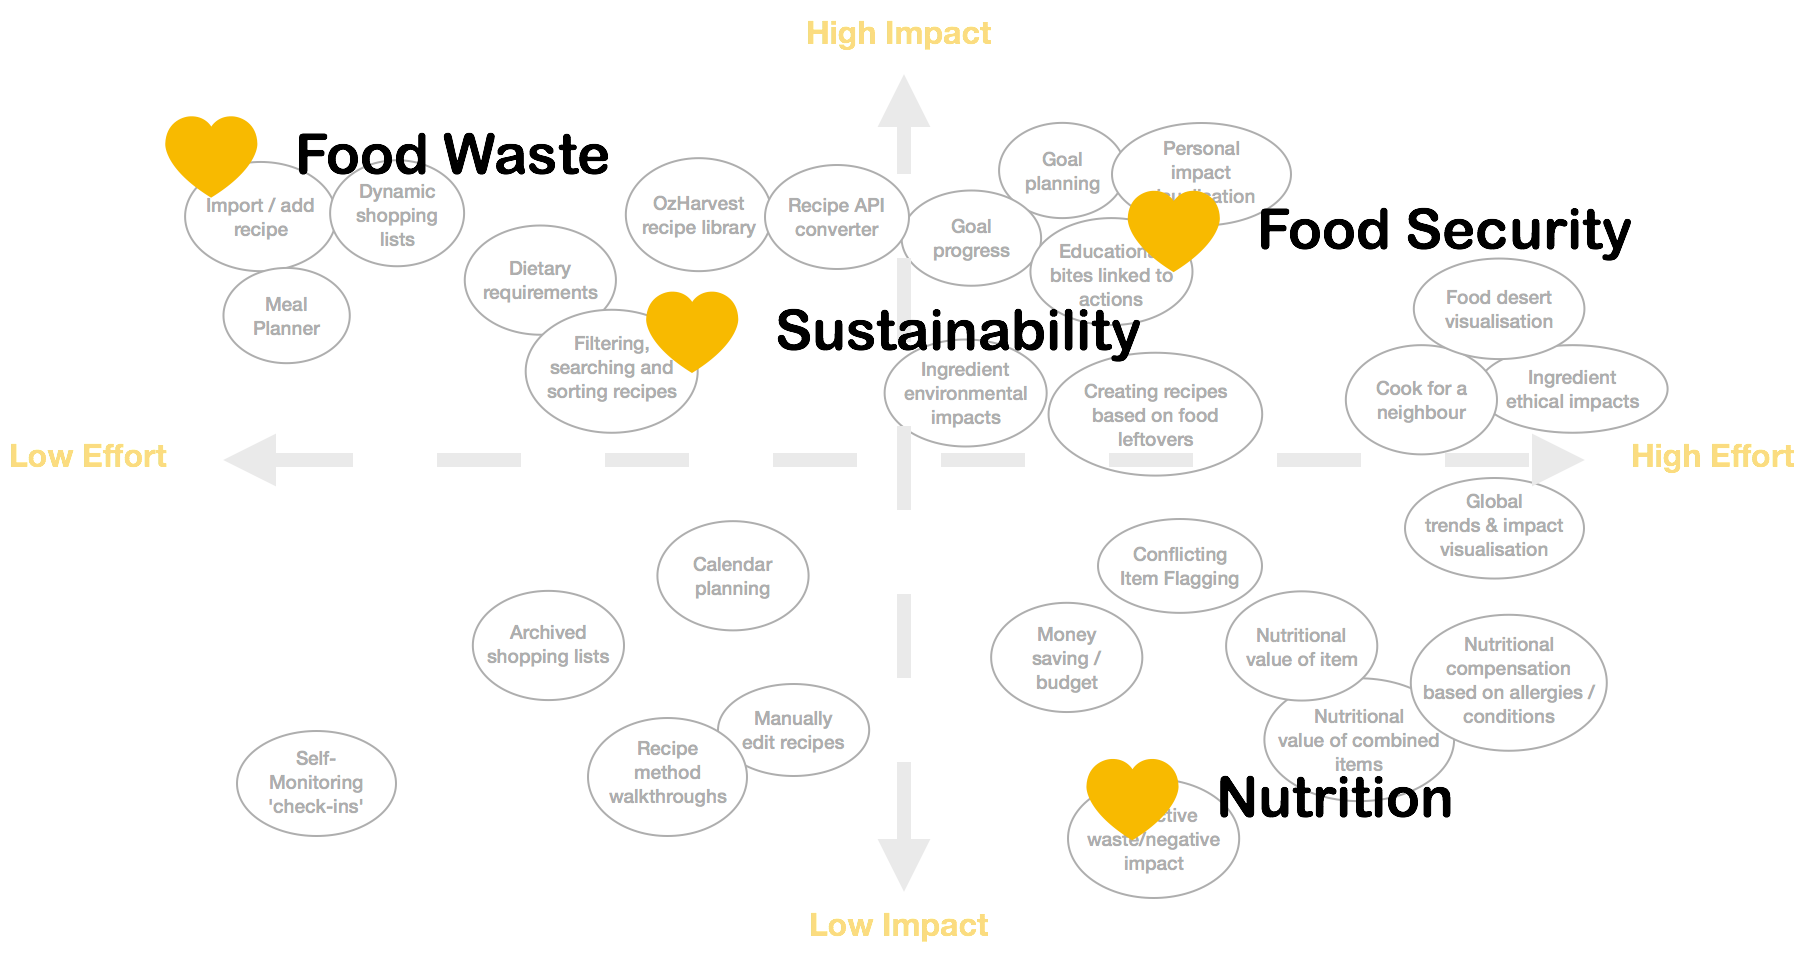 High Impact
Food Waste
Import / add
recipe
Dynamic
shopping
lists
Meal
Planner
Dietary
requirements
OzHarvest
recipe library
Recipe API
converter
Filtering,
searching and
sorting recipes
Goal
planning
Personal
impact
Goal
progress
bites linked to
actions
Food Security
Sustainability
Ingredient
environmental
impacts
Creating recipes
based on food
leftovers
Food desert
visualisation
Cook for a
neighbour
Ingredient
ethical impacts
Low Effort
High Effort
Global
trends & impact
visualisation
Calendar
planning
Archived
shopping lists
Manually
edit recipes
Recipe
method
walkthroughs
Self-
Monitoring
'check-ins'
Conflicting
Item Flagging
Money
saving /
budget
Nutritional
value of item
Nutritional
compensation
based on allergies /
conditions
Nutritional
value of combined
items
Nutrition
waste/negative
impact
Low Impact